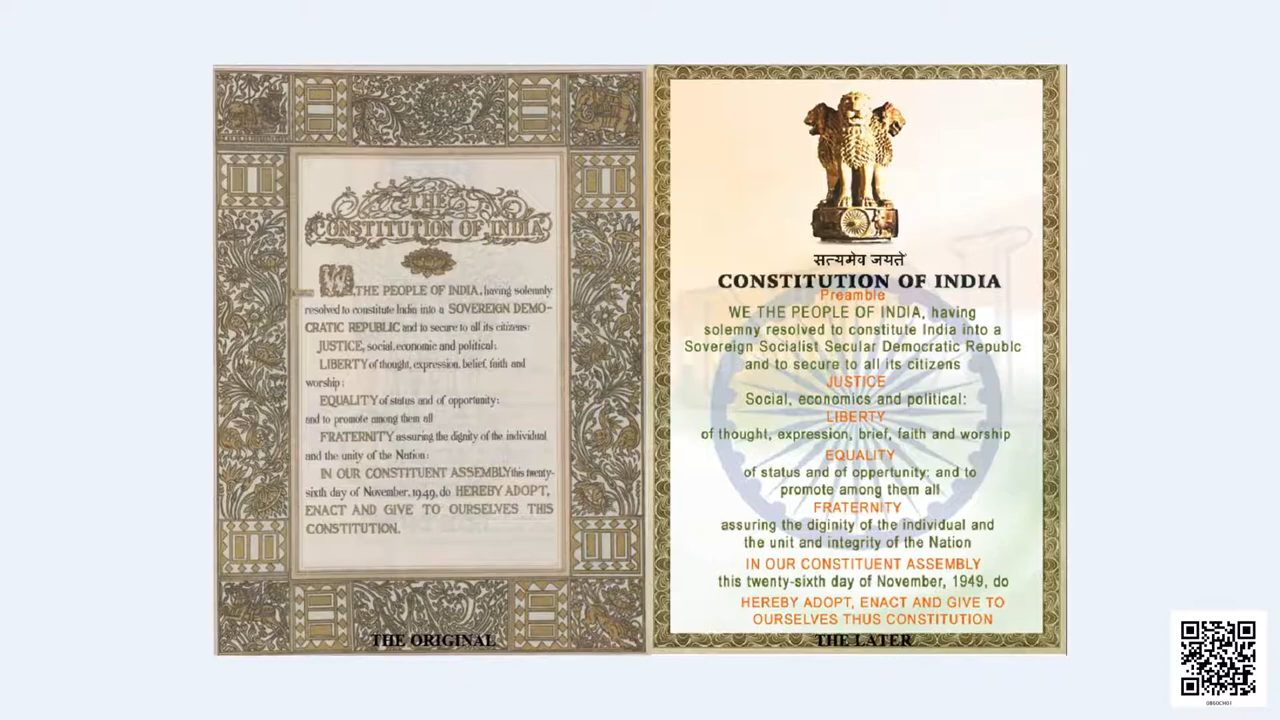 THE
CONSTITUTION OF INDIA
WE, THE PEOPLE OF INDIA, having solemnly
resolved to constitute India into a SOVEREIGN DEMO-
CRATIC REPUBLIC and to secure to all its citizens:
JUSTICE, social, economic and political;
LIBERTY of thought, expression, belief, faith and
worship;
EQUALITY of status and of opportunity;
and to promote among them all
FRATERNITY assuring the dignity of the individual
and the unity of the Nation;
IN OUR CONSTITUENT ASSEMBLY this twenty-
sixth day of November, 1949, do HEREBY ADOPT,
ENACT AND GIVE TO OURSELVES THIS
CONSTITUTION.
THE ORIGINAL
सत्यमेव जयते
CONSTITUTION OF INDIA
Preamble
WE THE PEOPLE OF INDIA, having
solemny resolved to constitute India into a
Sovereign Socialist Secular Democratic Republc
and to secure to all its citizens
JUSTICE
Social, economics and political:
LIBERTY
of thought, expression, brief, faith and worship
EQUALITY
of status and of opportunity; and to
promote among them all
FRATERNITY
assuring the diginity of the individual and
the unit and integrity of the Nation
IN OUR CONSTITUENT ASSEMBLY
this twenty-sixth day of November, 1949, do
HEREBY ADOPT, ENACT AND GIVE TO
OURSELVES THUS CONSTITUTION
THE LATER
0860CH01